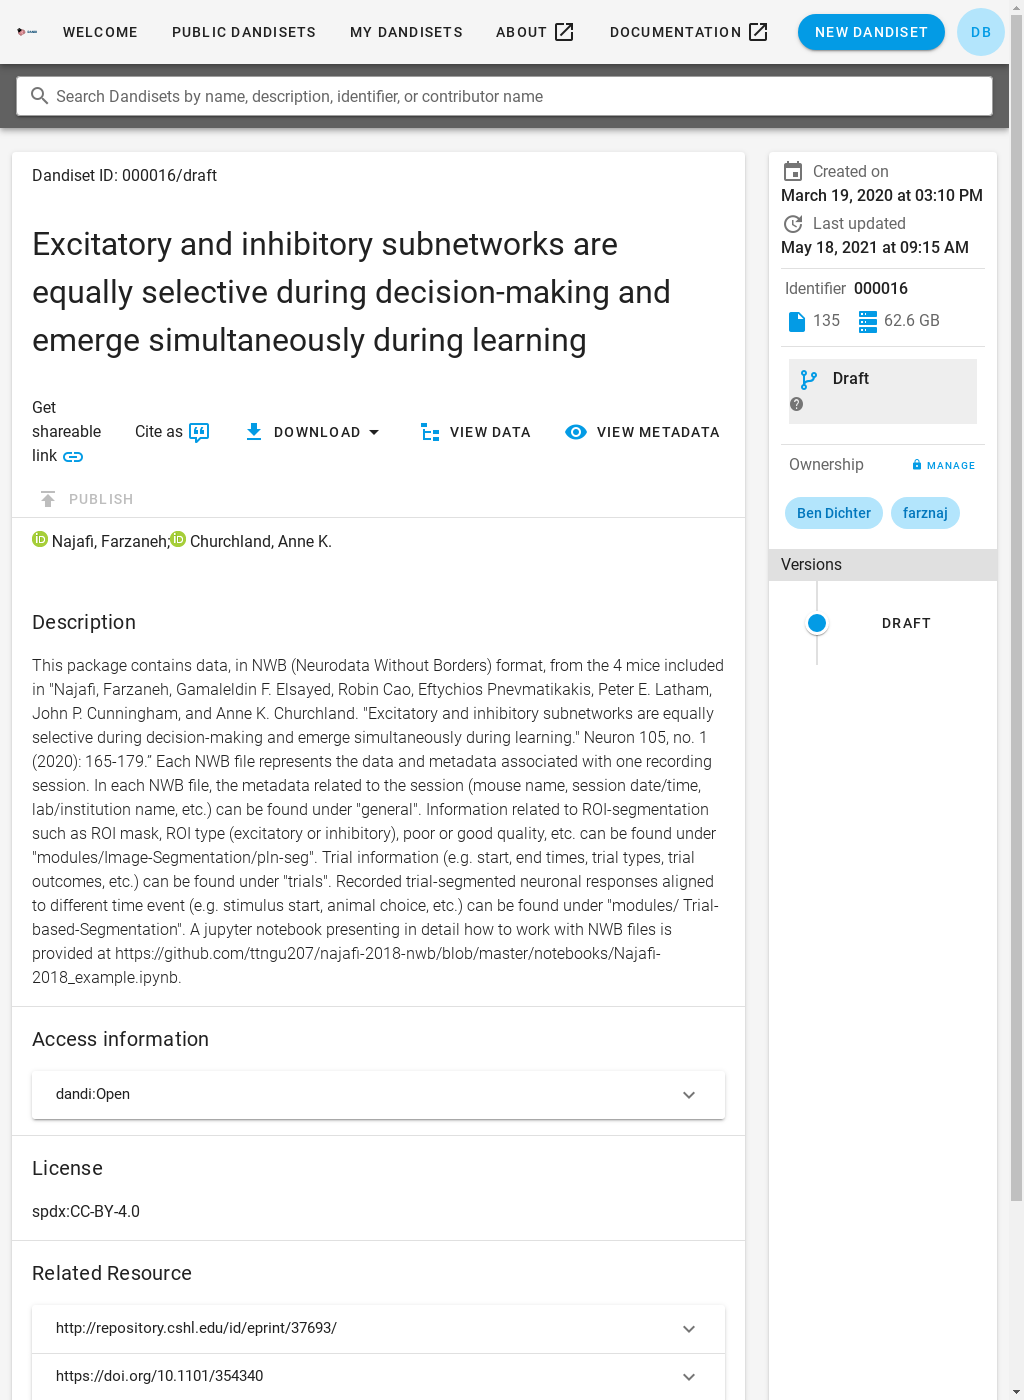 WELCOME
PUBLIC DANDISETS
MY DANDISETS
ABOUT
DOCUMENTATION
NEW DANDISET
DB
Search Dandisets by name, description, identifier, or contributor name
Dandiset ID: 000016/draft
Excitatory and inhibitory subnetworks are
equally selective during decision-making and
emerge simultaneously during learning
Get
shareable
link
Cite as
DOWNLOAD
VIEW DATA
VIEW METADATA
PUBLISH
iD Najafi, Farzaneh; iD Churchland, Anne K.
Description
This package contains data, in NWB (Neurodata Without Borders) format, from the 4 mice included
in "Najafi, Farzaneh, Gamaleldin F. Elsayed, Robin Cao, Eftychios Pnevmatikakis, Peter E. Latham,
John P. Cunningham, and Anne K. Churchland. "Excitatory and inhibitory subnetworks are equally
selective during decision-making and emerge simultaneously during learning." Neuron 105, no. 1
(2020): 165-179.” Each NWB file represents the data and metadata associated with one recording
session. In each NWB file, the metadata related to the session (mouse name, session date/time,
lab/institution name, etc.) can be found under "general". Information related to ROI-segmentation
such as ROI mask, ROI type (excitatory or inhibitory), poor or good quality, etc. can be found under
"modules/Image-Segmentation/pln-seg". Trial information (e.g. start, end times, trial types, trial
outcomes, etc.) can be found under "trials". Recorded trial-segmented neuronal responses aligned
to different time event (e.g. stimulus start, animal choice, etc.) can be found under "modules/ Trial-
based-Segmentation". A jupyter notebook presenting in detail how to work with NWB files is
provided at https://github.com/ttngu207/najafi-2018-nwb/blob/master/notebooks/Najafi-
2018_example.ipynb.
Access information
dandi:Open
License
spdx:CC-BY-4.0
Related Resource
http://repository.cshl.edu/id/eprint/37693/
https://doi.org/10.1101/354340
Created on
March 19, 2020 at 03:10 PM
Last updated
May 18, 2021 at 09:15 AM
Identifier 000016
135
62.6 GB
Draft
Ownership
MANAGE
Ben Dichter
farznaj
Versions
DRAFT